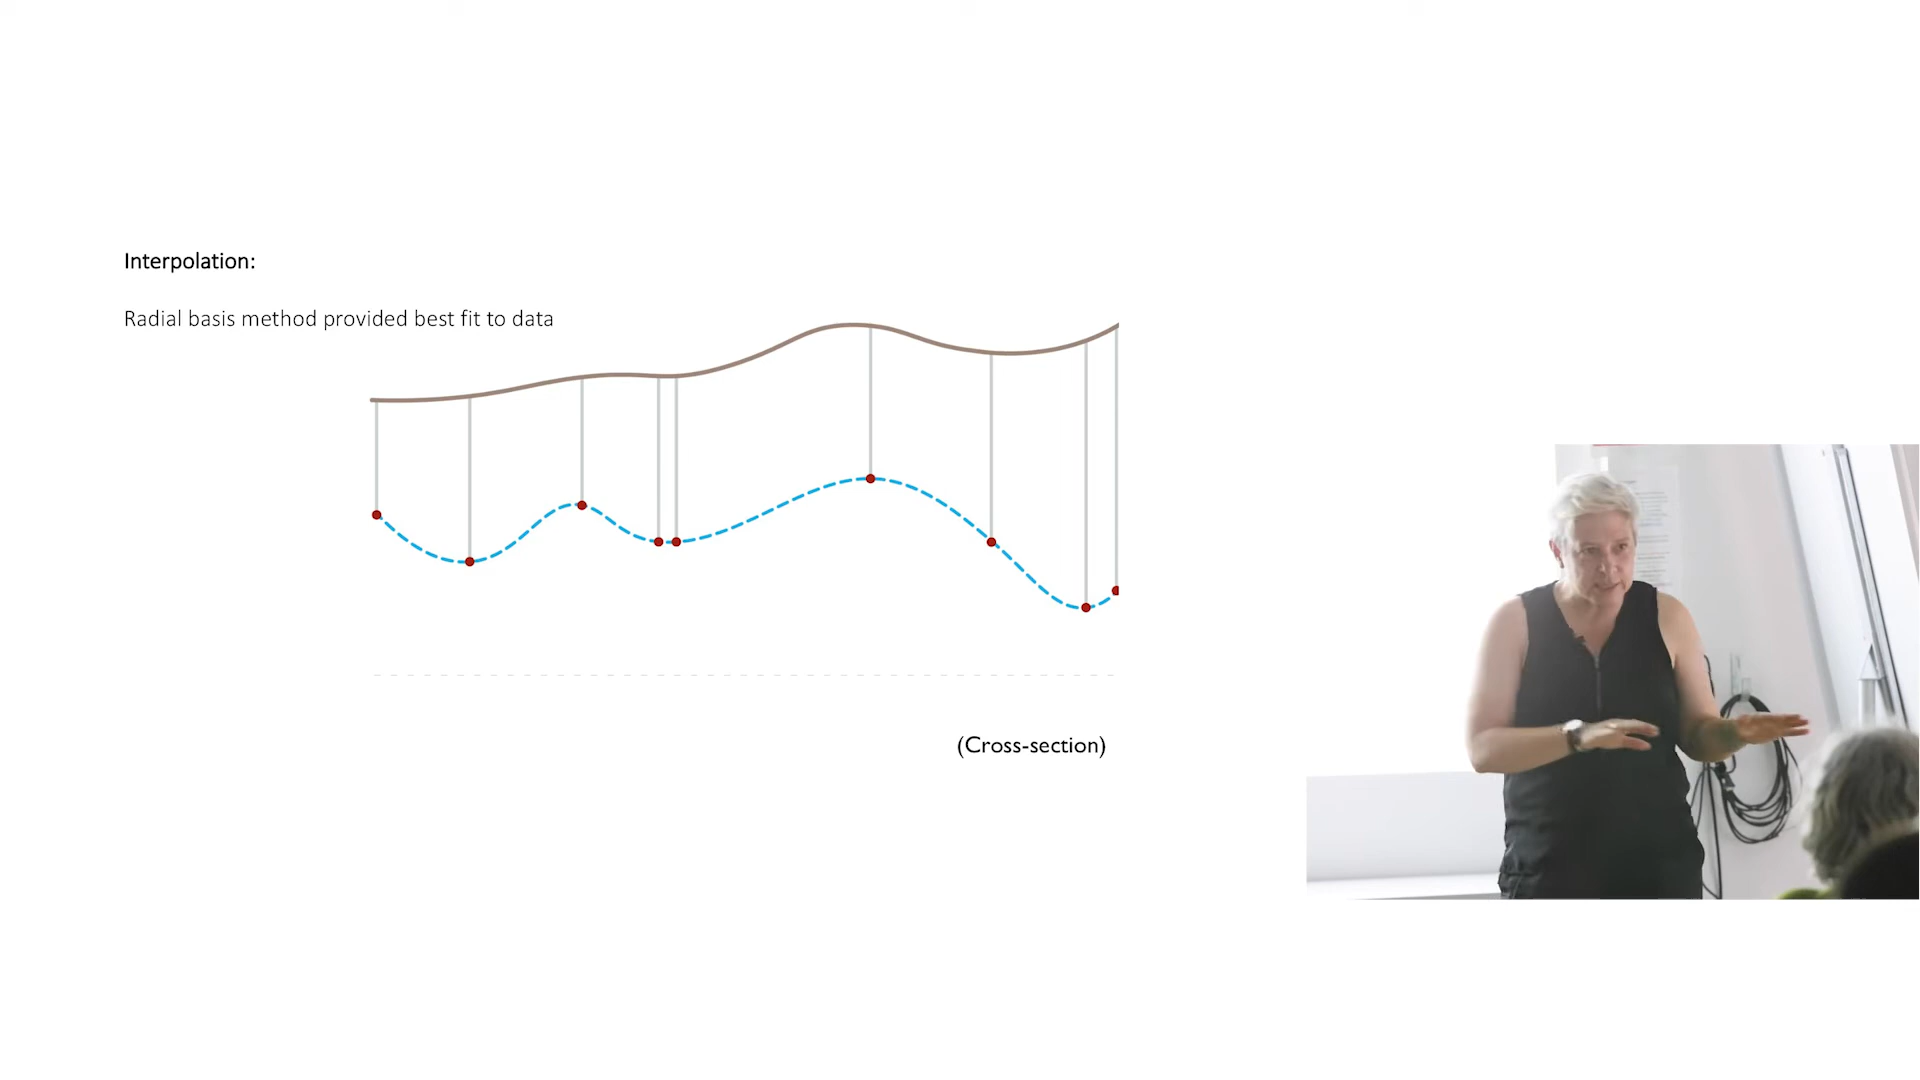 Interpolation:
Radial basis method provided best fit to data
(Cross-section)